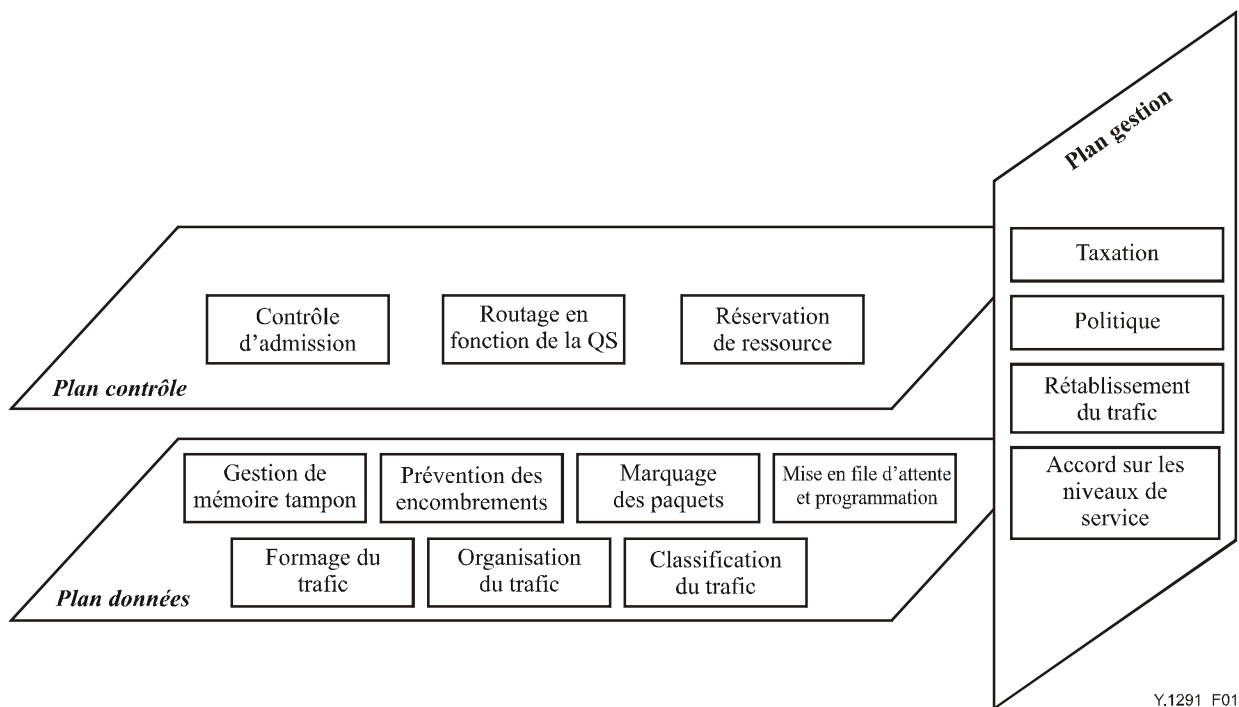 Plan gestion
Taxation
Politique
Rétablissement
du trafic
Accord sur les
niveaux de
service
Contrôle
d'admission
Routage en
fonction de la QS
Réservation
de ressource
Plan contrôle
Gestion de
mémoire tampon
Prévention des
encombrements
Marquage
des paquets
Mise en file d'attente
et programmation
Formage du
trafic
Organisation
du trafic
Classification
du trafic
Plan données
Y.1291_F01